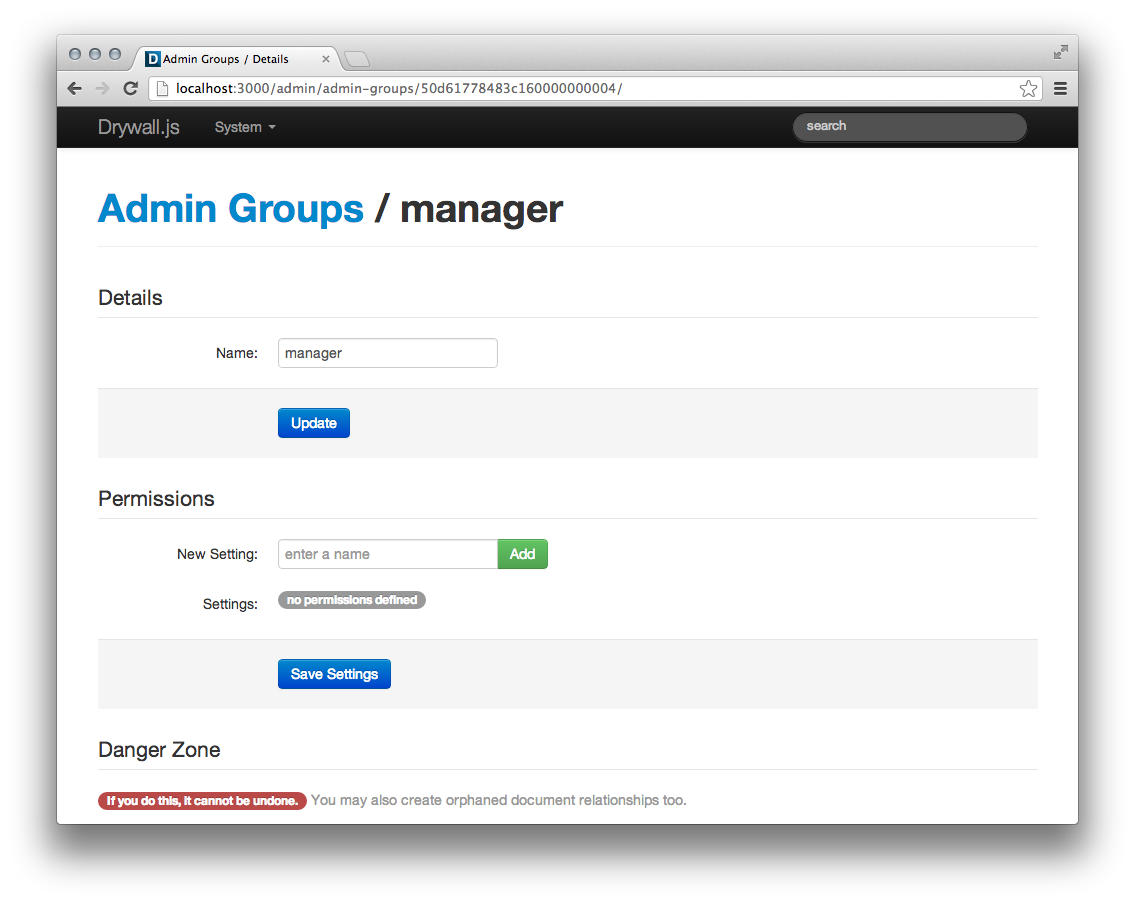 Admin Groups / Details
localhost:3000/admin/admin-groups/50d61778483c160000000004/
Drywall.js System search
Admin Groups / manager
Details
Name: manager
Update
Permissions
New Setting: enter a name Add
Settings: no permissions defined
Save Settings
Danger Zone
If you do this, it cannot be undone. You may also create orphaned document relationships too.